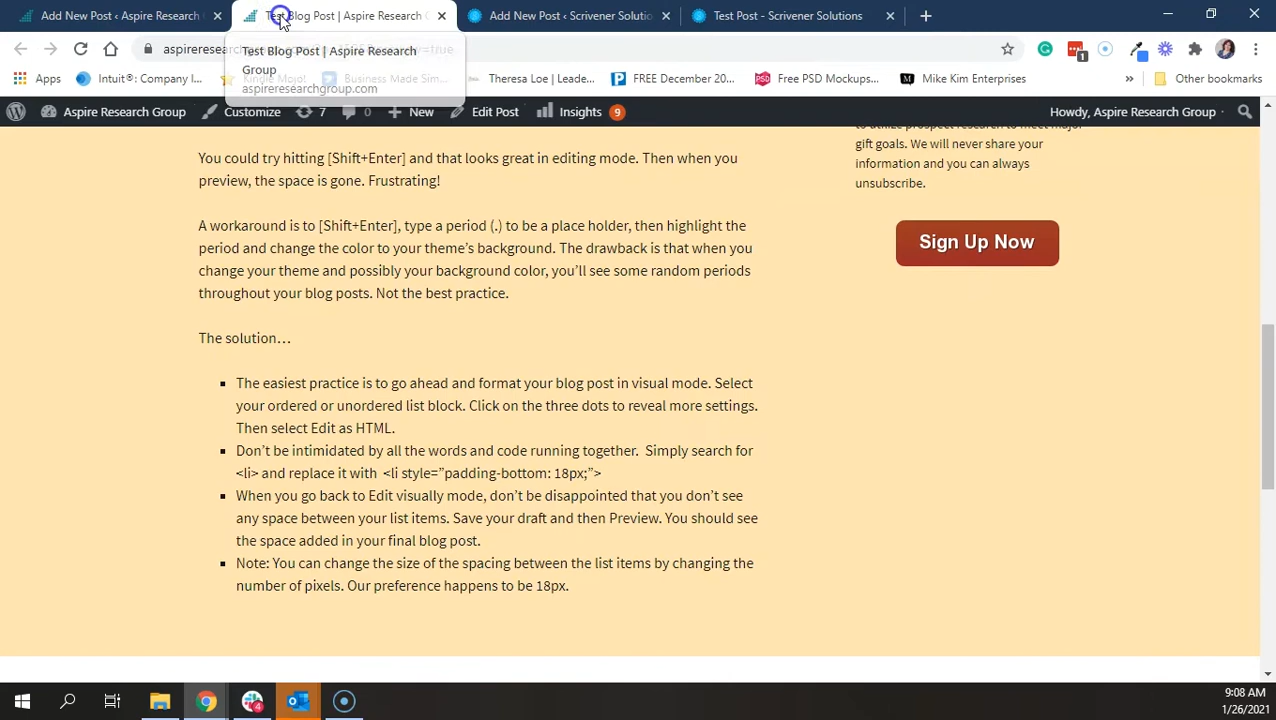 Add New Post ‹ Aspire Research
Test Blog Post | Aspire Research G
Add New Post ‹ Scrivener Solutio
Test Post - Scrivener Solutions
Test Blog Post | Aspire Research
Group
aspireresearchgroup.com
Apps
Intuit®: Company I...
Kindle Mojo!
Business Made Sim...
Theresa Loe | Leade...
FREE December 20...
PSD
Free PSD Mockups...
M
Mike Kim Enterprises
»
Other bookmarks
1
Aspire Research Group
Customize
7
0
New
Edit Post
Insights
9
Howdy, Aspire Research Group
to utilize prospect research to meet major
gift goals. We will never share your
information and you can always
unsubscribe.
Sign Up Now
You could try hitting [Shift+Enter] and that looks great in editing mode. Then when you
preview, the space is gone. Frustrating!
A workaround is to [Shift+Enter], type a period (.) to be a place holder, then highlight the
period and change the color to your theme’s background. The drawback is that when you
change your theme and possibly your background color, you’ll see some random periods
throughout your blog posts. Not the best practice.
The solution…
The easiest practice is to go ahead and format your blog post in visual mode. Select
your ordered or unordered list block. Click on the three dots to reveal more settings.
Then select Edit as HTML.
Don’t be intimidated by all the words and code running together.  Simply search for
<li> and replace it with  <li style=”padding-bottom: 18px;”>
When you go back to Edit visually mode, don’t be disappointed that you don’t see
any space between your list items. Save your draft and then Preview. You should see
the space added in your final blog post.
Note: You can change the size of the spacing between the list items by changing the
number of pixels. Our preference happens to be 18px.
9:08 AM
1/26/2021